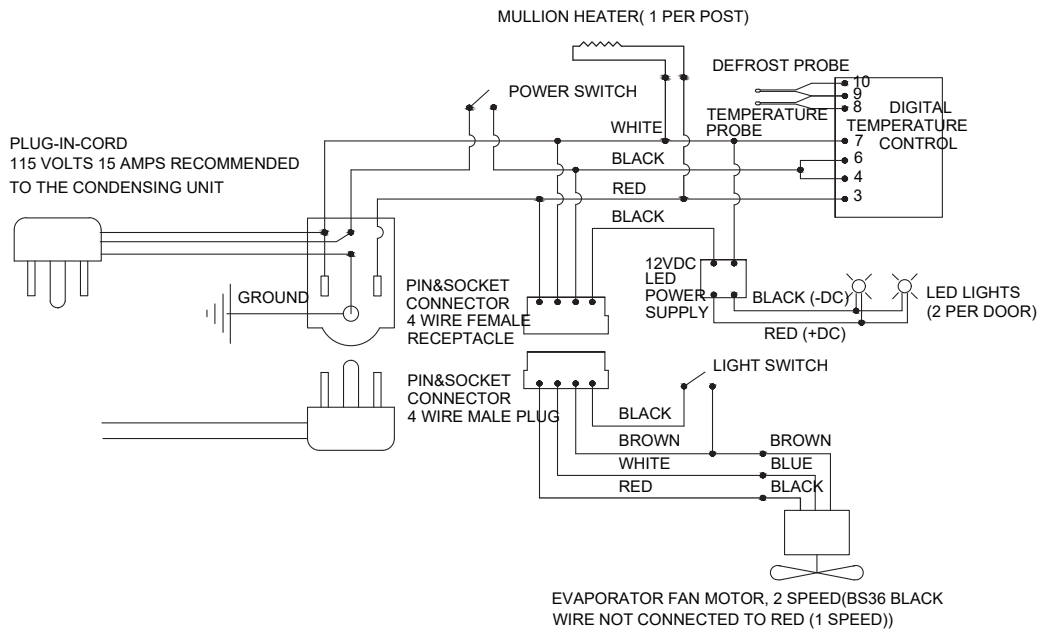 MULLION HEATER( 1 PER POST)
DEFROST PROBE
10
9
8
DIGITAL
TEMPERATURE
CONTROL
POWER SWITCH
TEMPERATURE
PROBE
WHITE
7
PLUG-IN-CORD
115 VOLTS 15 AMPS RECOMMENDED
TO THE CONDENSING UNIT
BLACK
6
4
RED
3
BLACK
12VDC
LED
POWER
SUPPLY
BLACK (-DC)
RED (+DC)
LED LIGHTS
(2 PER DOOR)
GROUND
PIN&SOCKET
CONNECTOR
4 WIRE FEMALE
RECEPTACLE
PIN&SOCKET
CONNECTOR
4 WIRE MALE PLUG
LIGHT SWITCH
BLACK
BROWN
BROWN
WHITE
BLUE
RED
BLACK
EVAPORATOR FAN MOTOR, 2 SPEED(BS36 BLACK
WIRE NOT CONNECTED TO RED (1 SPEED))